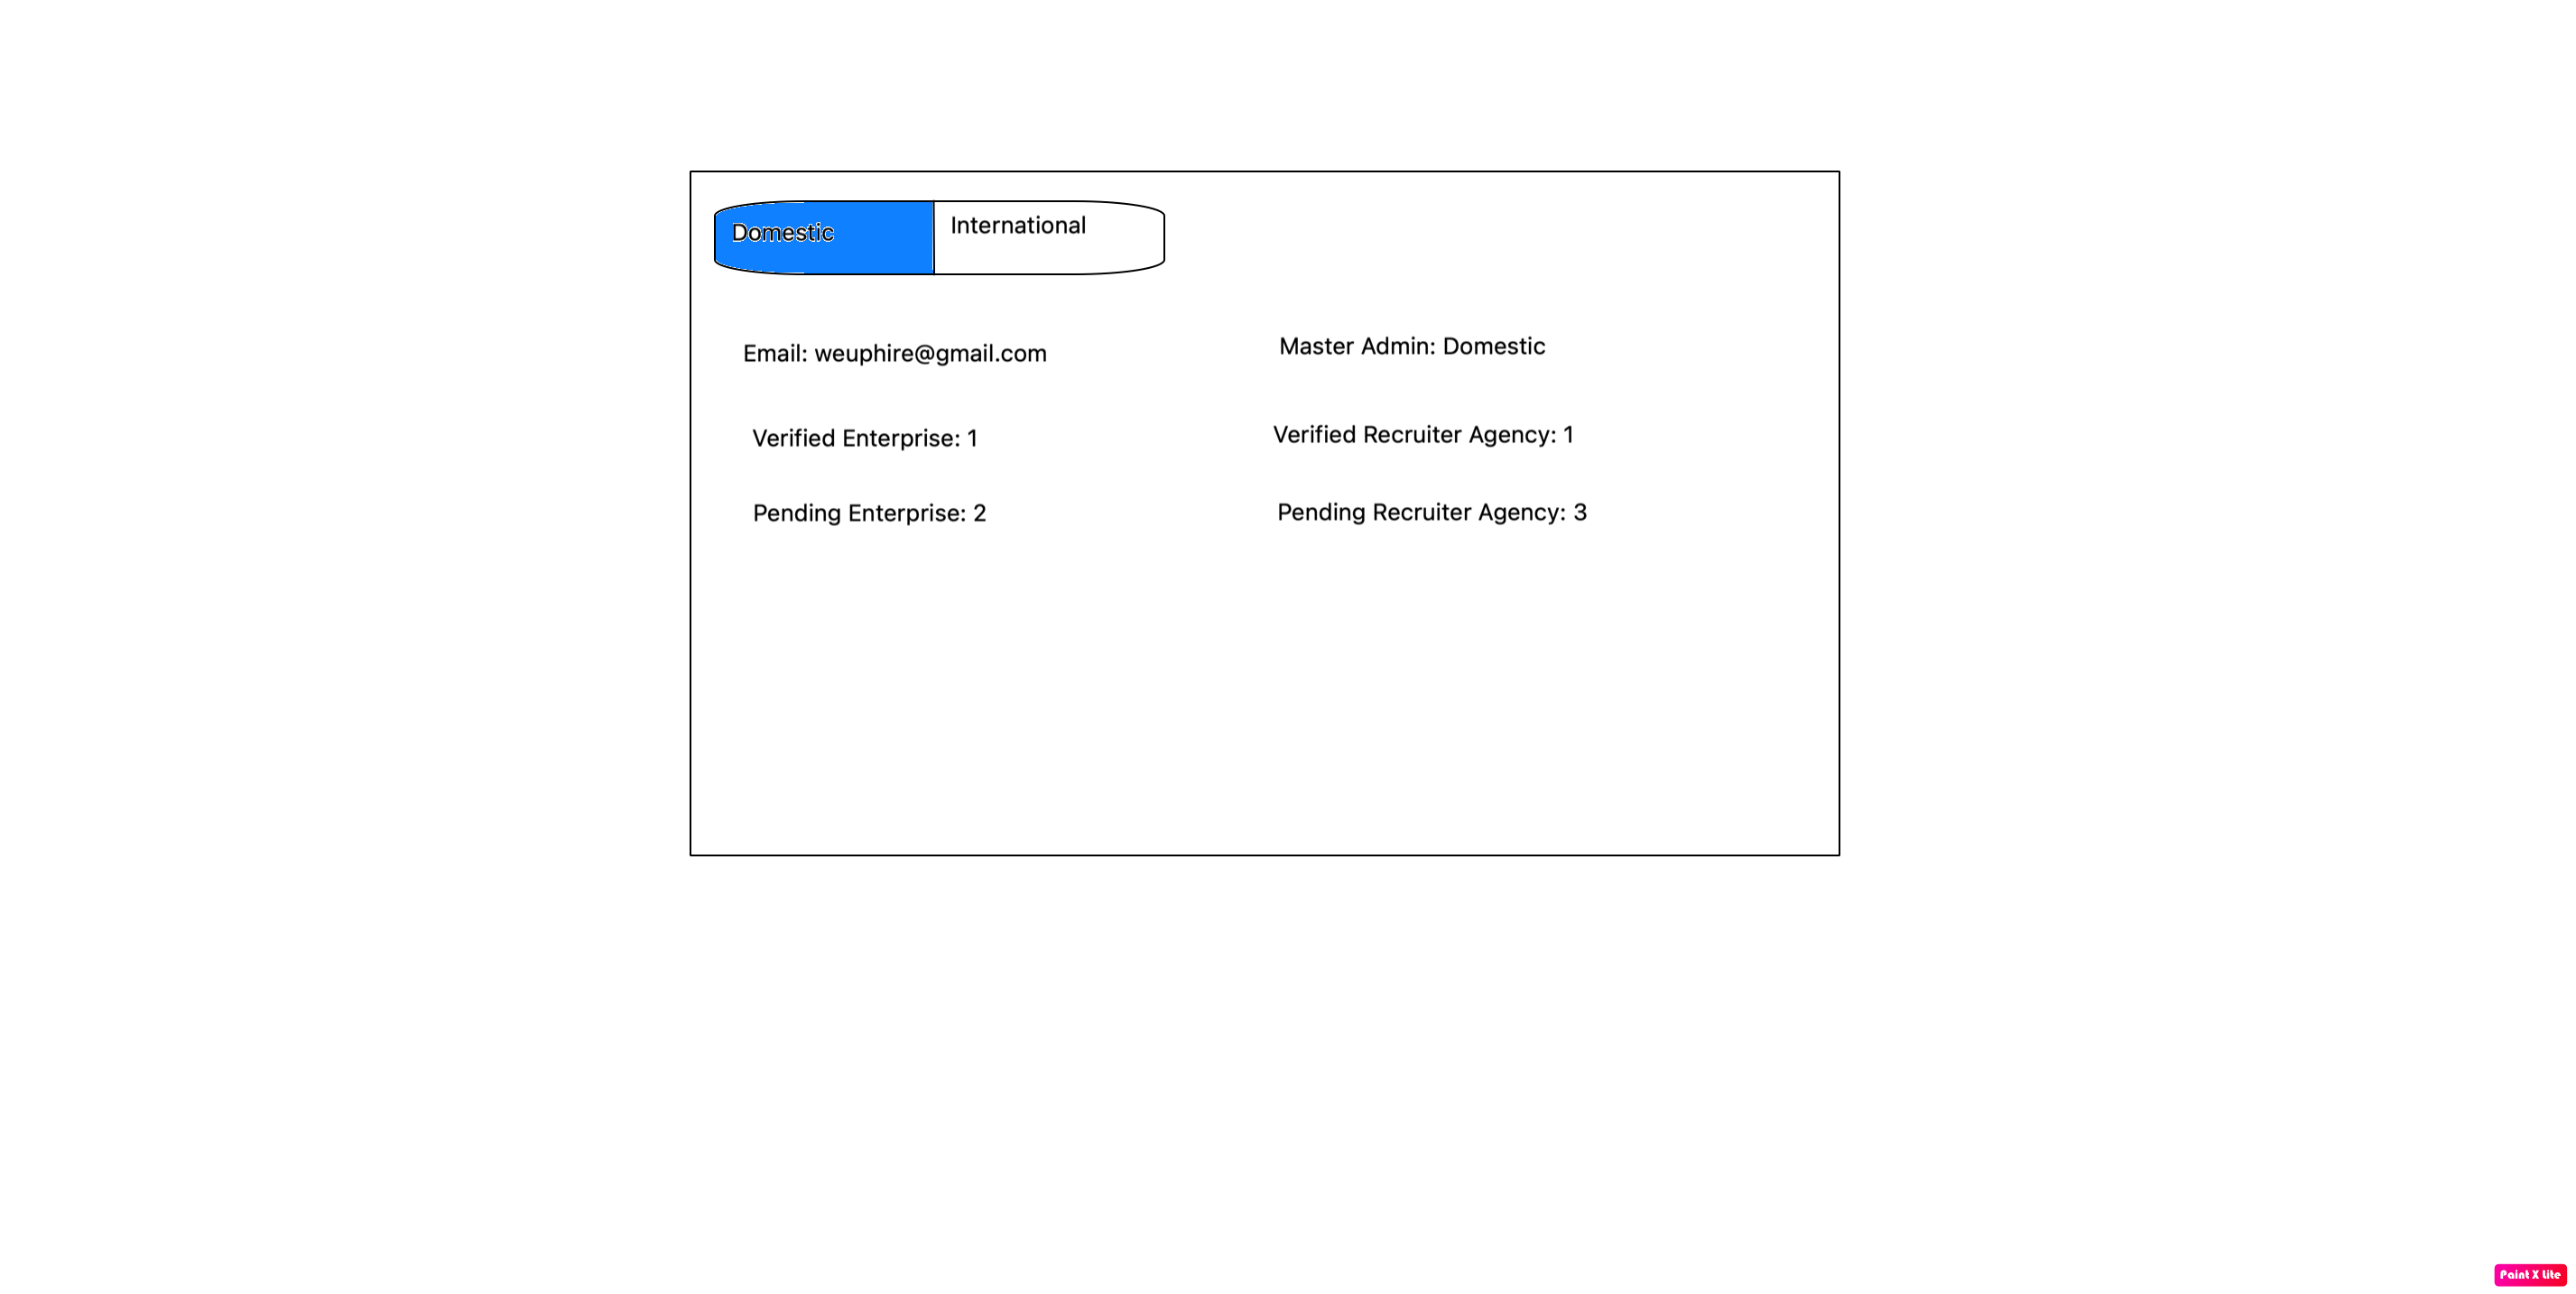 Domestic
International
Email: weuphire@gmail.com
Master Admin: Domestic
Verified Enterprise: 1
Verified Recruiter Agency: 1
Pending Enterprise: 2
Pending Recruiter Agency: 3
Paint X Lite